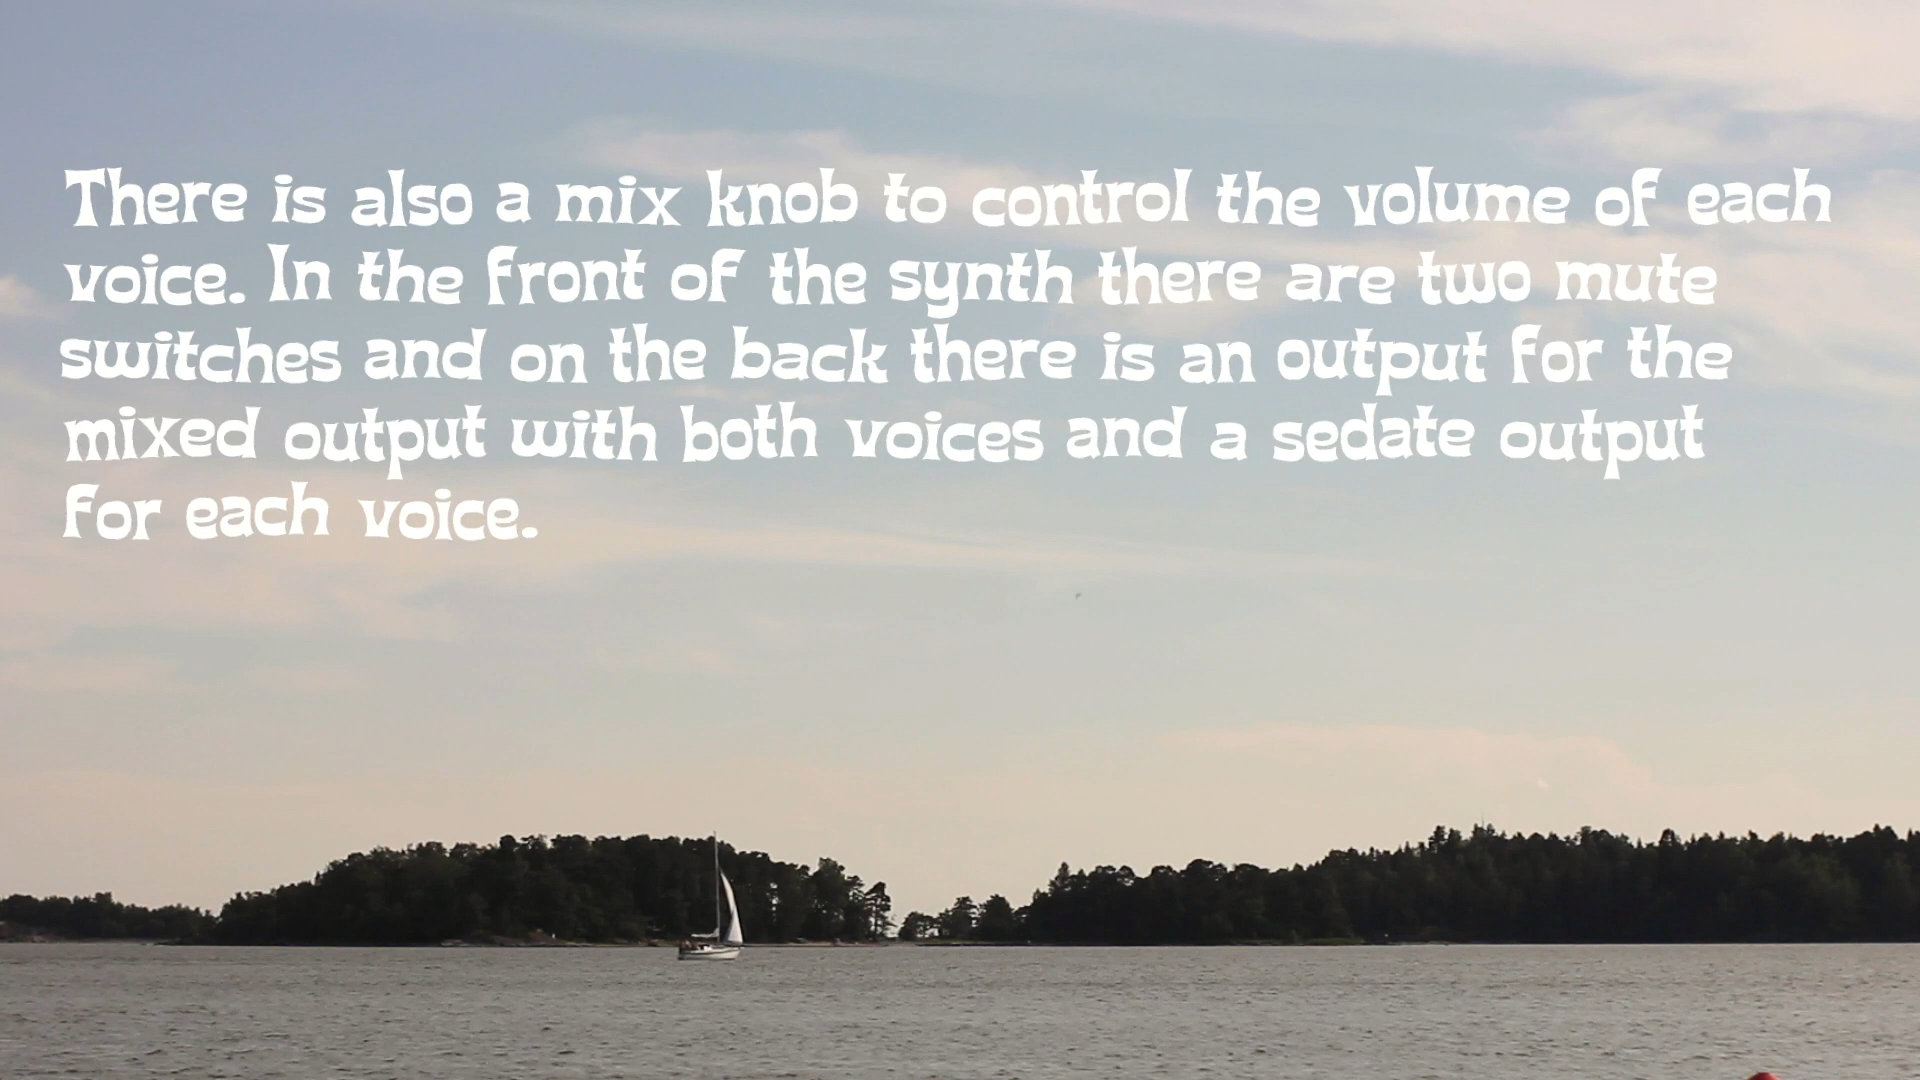 There is also a mix knob to control the volume of each
voice. In the front of the synth there are two mute
switches and on the back there is an output for the
mixed output with both voices and a sedate output
for each voice.